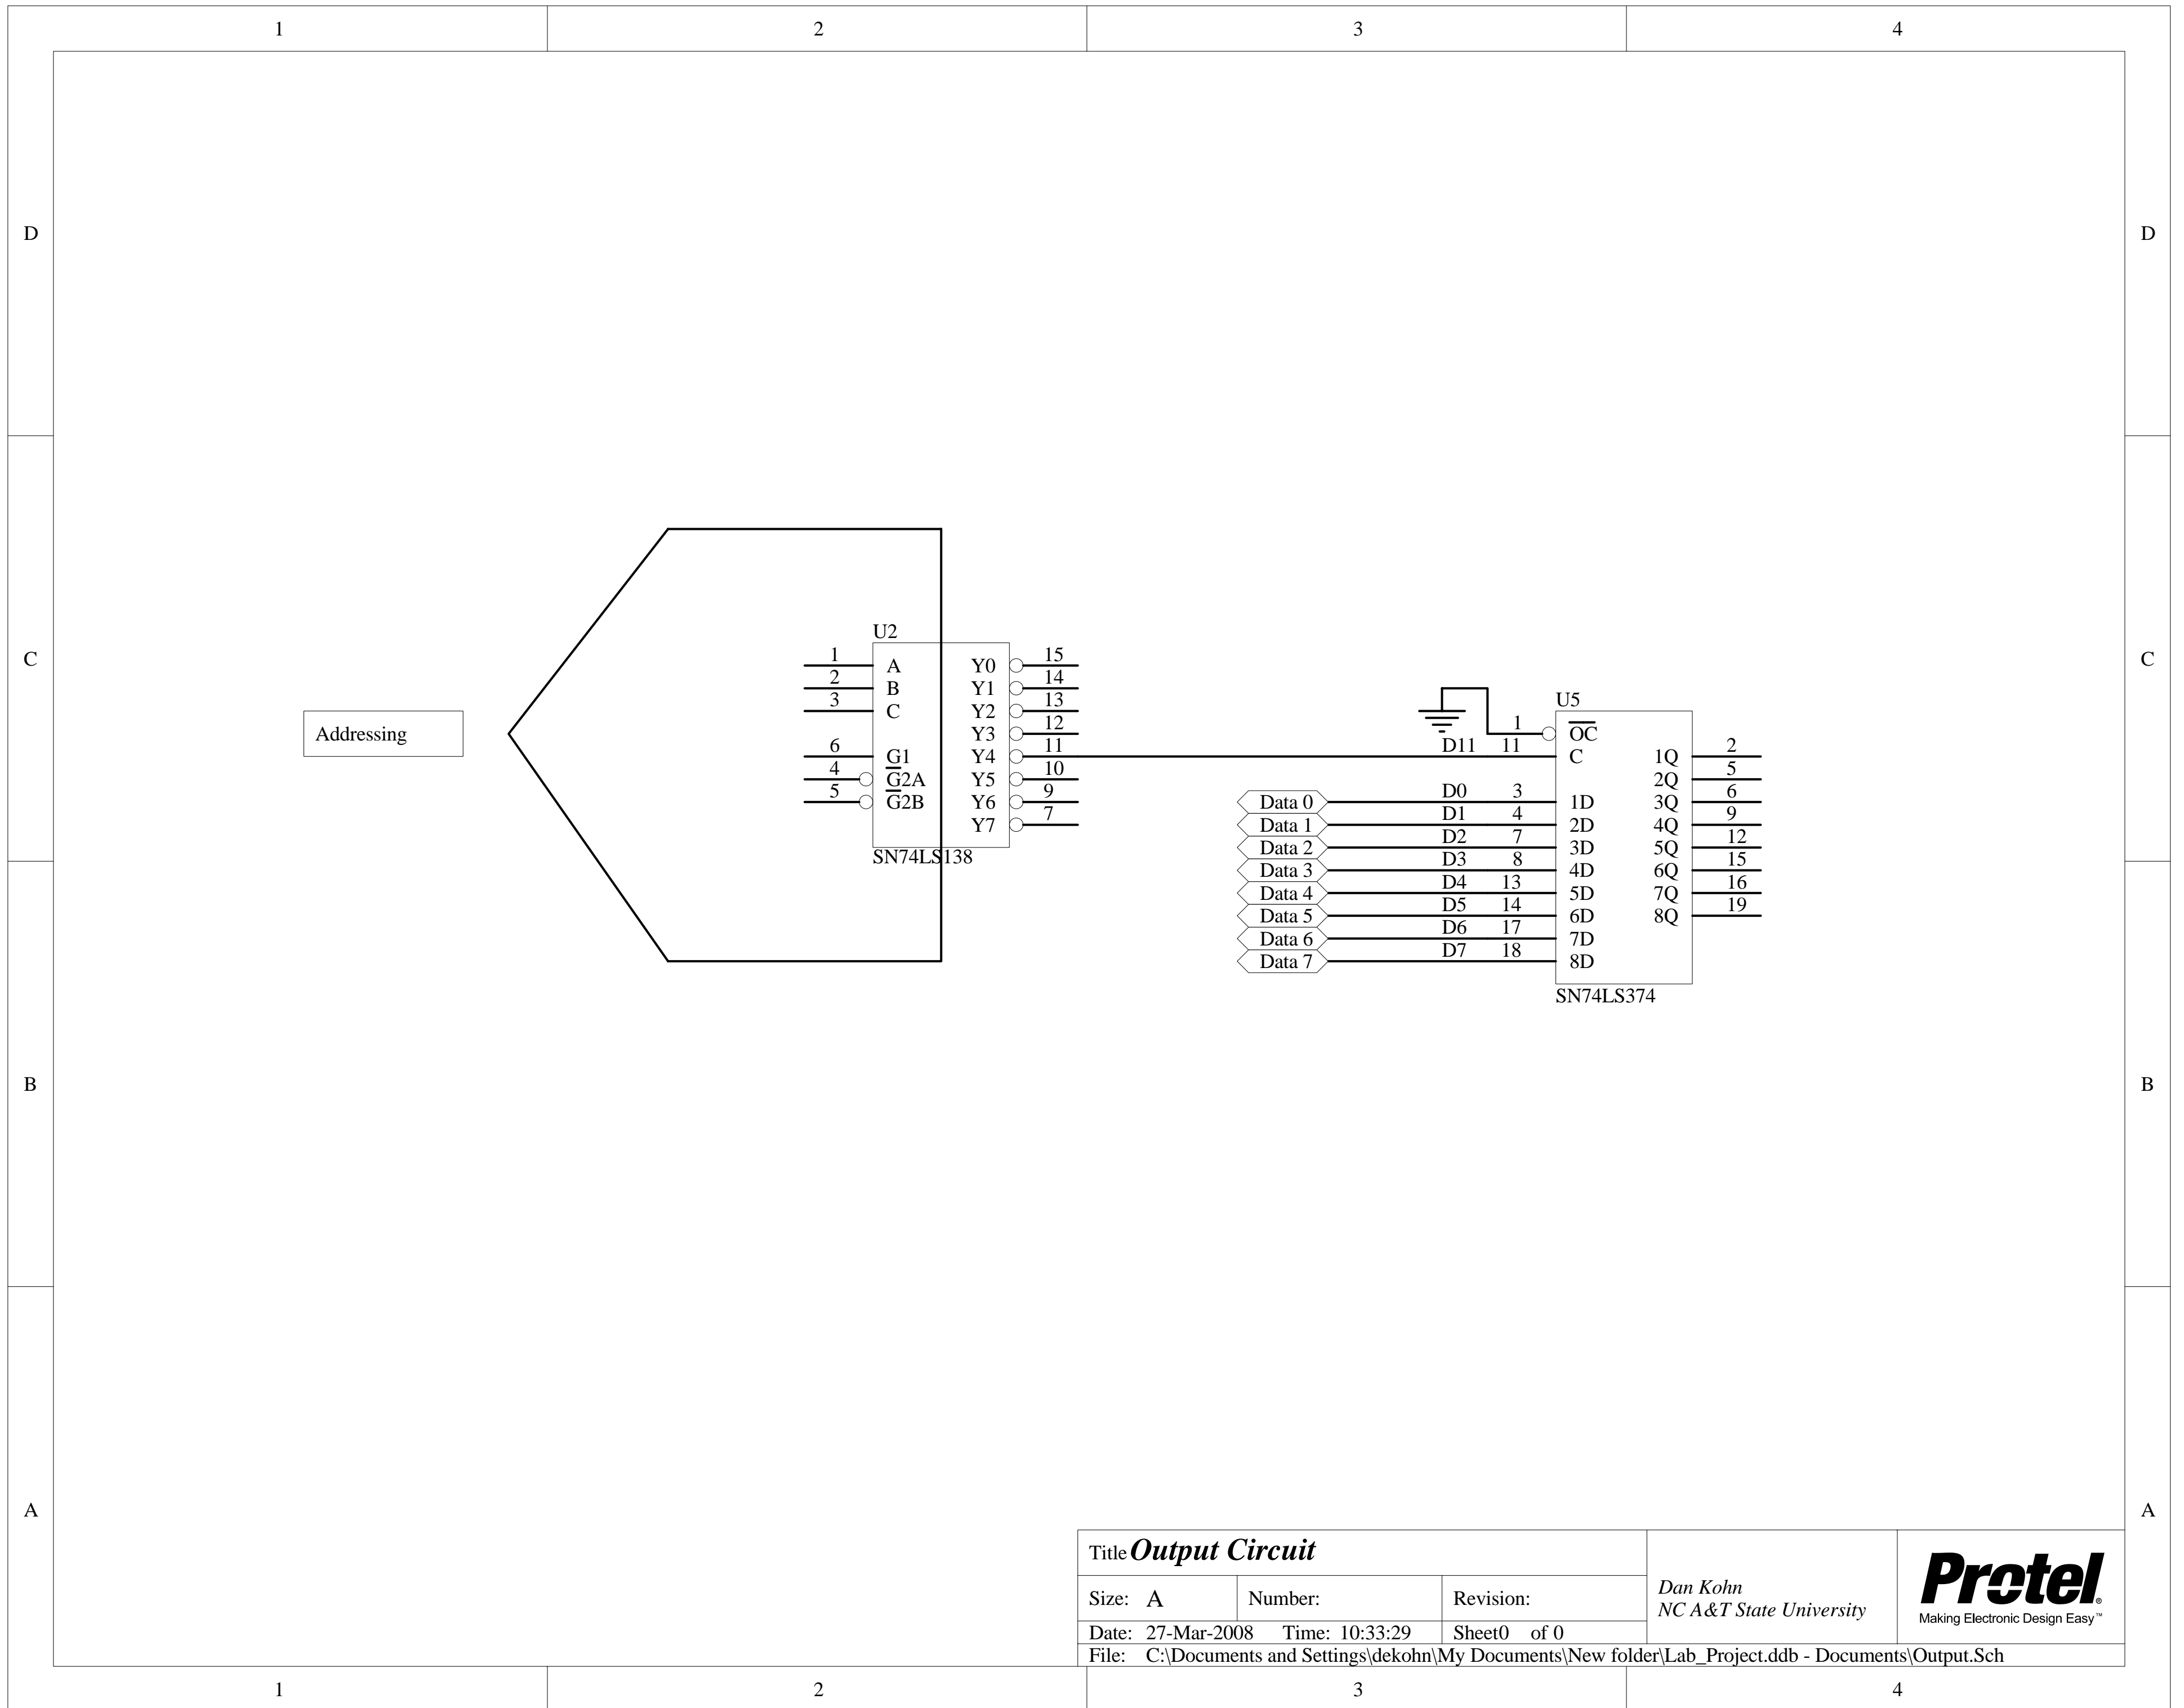 1 2 3 4
D D
U2
1 A Y0 15
2 B Y1 14
3 C Y2 13
Y3 12
6 G1 Y4 11
4 G2A Y5 10
5 G2B Y6 9
Y7 7
SN74LS138
C C
Addressing
U5
1 OC
D11 11 C 1Q 2
2Q 5
Data 0 D0 3 1D 3Q 6
Data 1 D1 4 2D 4Q 9
Data 2 D2 7 3D 5Q 12
Data 3 D3 8 4D 6Q 15
Data 4 D4 13 5D 7Q 16
Data 5 D5 14 6D 8Q 19
Data 6 D6 17 7D
Data 7 D7 18 8D
SN74LS374
B B
A A
Title Output Circuit
Size: A Number: Revision:
Date: 27-Mar-2008 Time: 10:33:29 Sheet0 of 0
File: C:\Documents and Settings\dekohn\My Documents\New folder\Lab_Project.ddb - Documents\Output.Sch
Dan Kohn
NC A&T State University
Protel®
Making Electronic Design Easy™
1 2 3 4